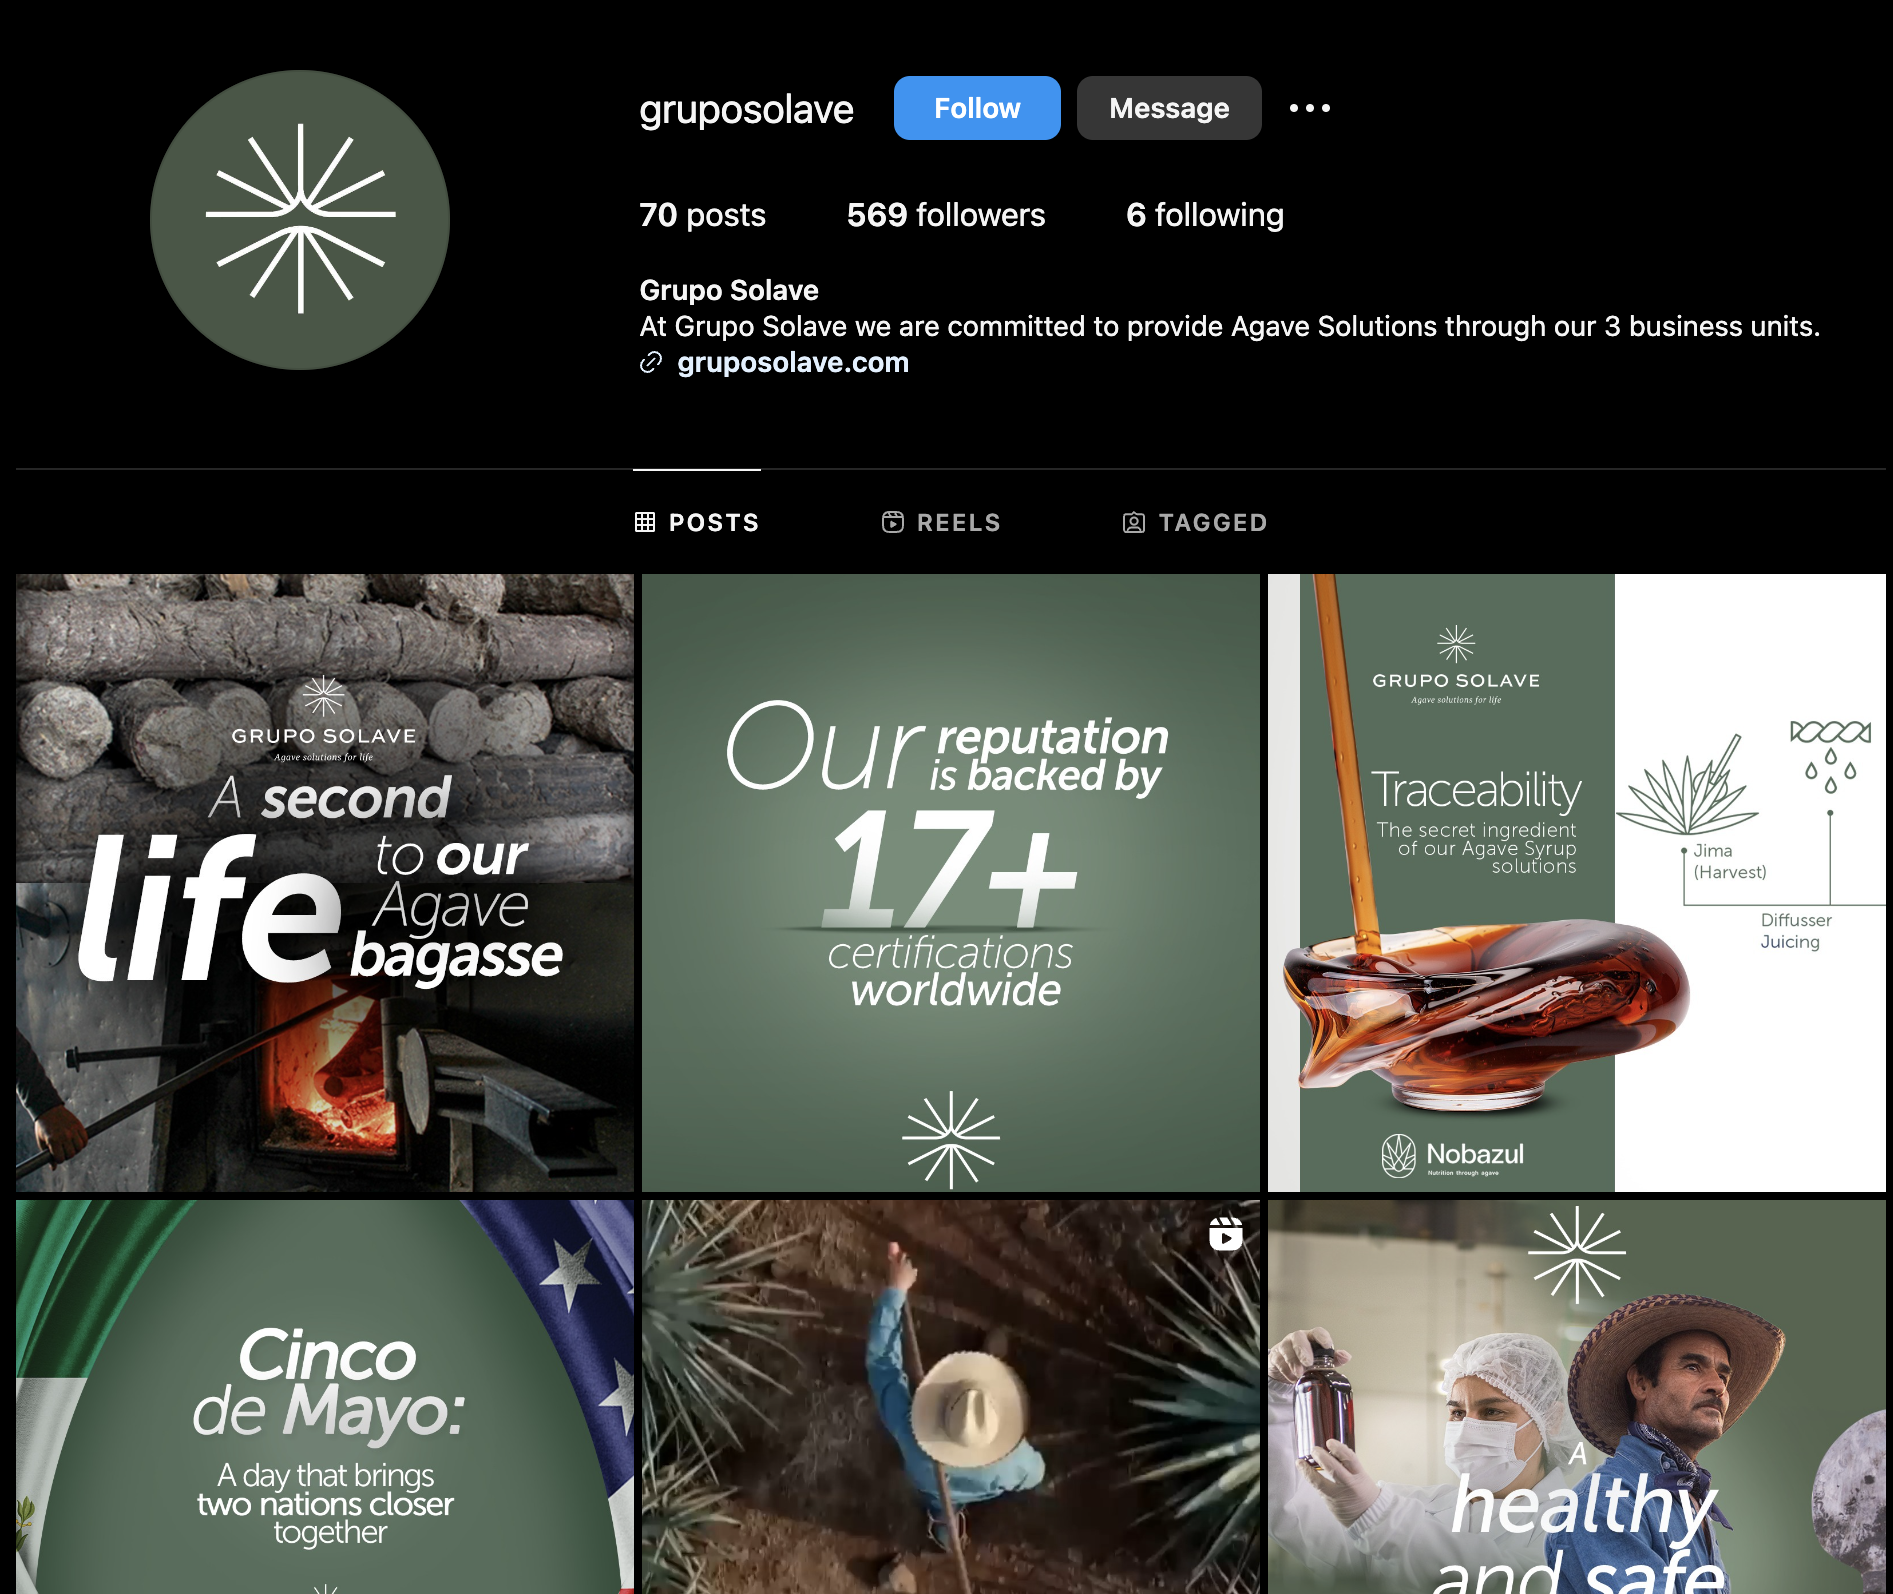 gruposolave
Follow
Message
70 posts
569 followers
6 following
Grupo Solave
At Grupo Solave we are committed to provide Agave Solutions through our 3 business units.
gruposolave.com
POSTS
REELS
TAGGED
GRUPO SOLAVE
Agave solutions for life
A second
life
to our
Agave
bagasse
Our reputation
is backed by
17+
certifications
worldwide
GRUPO SOLAVE
Agave solutions for life
Traceability
The secret ingredient
of our Agave Syrup
solutions
Jima
(Harvest)
Diffusser
Juicing
Nobazul
Nutrition through agave
Cinco
de Mayo:
A day that brings
two nations closer
together
A
healthy
and safe